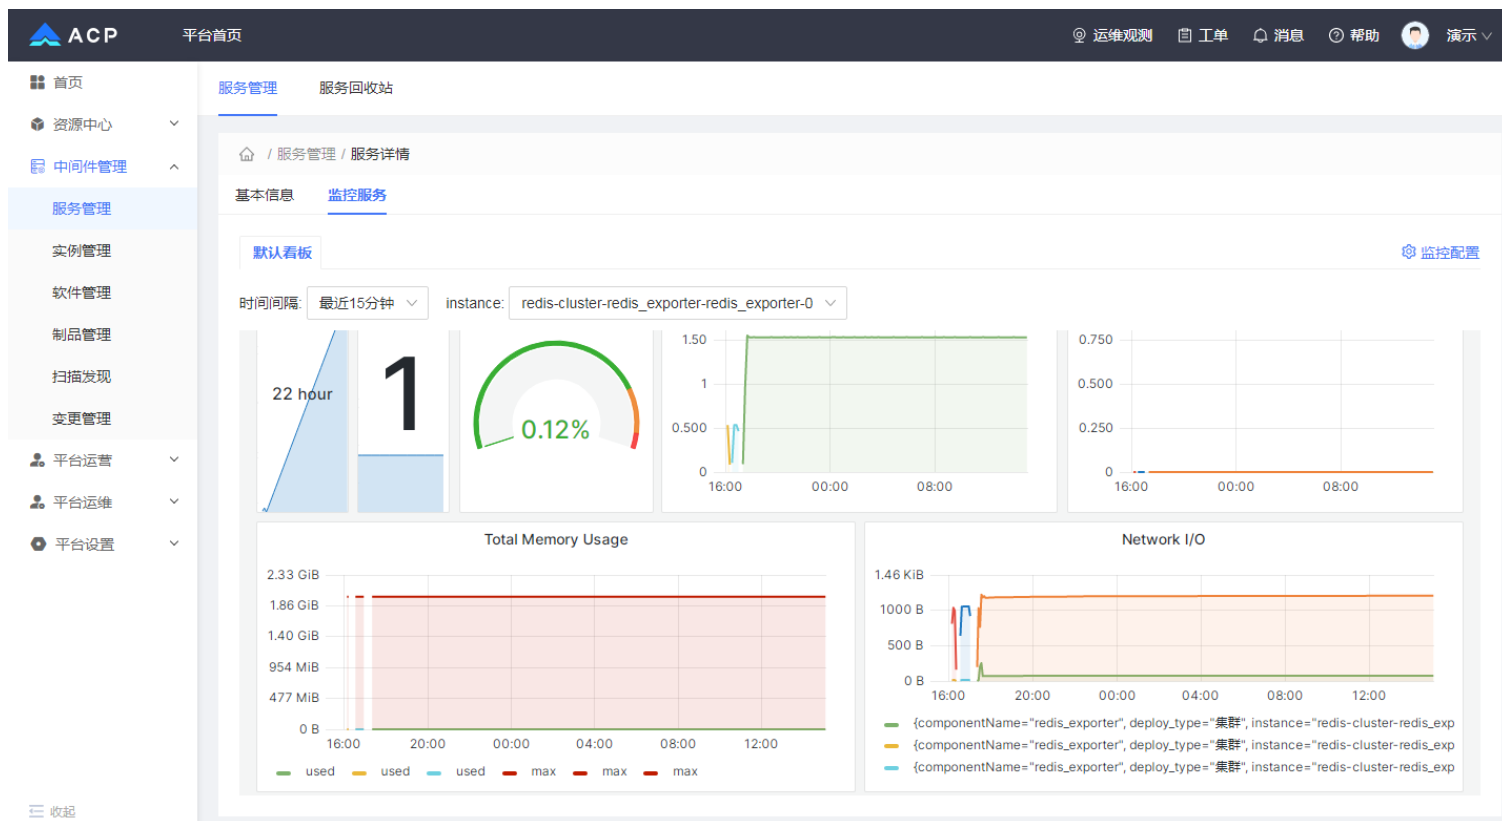 ACP
平台首页
运维观测
工单
消息
帮助
演示
首页
资源中心
中间件管理
服务管理
实例管理
软件管理
制品管理
扫描发现
变更管理
平台运营
平台运维
平台设置
收起
服务管理
服务回收站
/ 服务管理 / 服务详情
基本信息
监控服务
默认看板
监控配置
时间间隔:
最近15分钟
instance:
redis-cluster-redis_exporter-redis_exporter-0
22 hour
1
0.12%
1.50
1
0.500
0
16:00 00:00 08:00
0.750
0.500
0.250
0
16:00 00:00 08:00
Total Memory Usage
2.33 GiB
1.86 GiB
1.40 GiB
954 MiB
477 MiB
0 B
16:00 20:00 00:00 04:00 08:00 12:00
used used used max max max
Network I/O
1.46 KiB
1000 B
500 B
0 B
16:00 20:00 00:00 04:00 08:00 12:00
{componentName="redis_exporter", deploy_type="集群", instance="redis-cluster-redis_exp
{componentName="redis_exporter", deploy_type="集群", instance="redis-cluster-redis_exp
{componentName="redis_exporter", deploy_type="集群", instance="redis-cluster-redis_exp